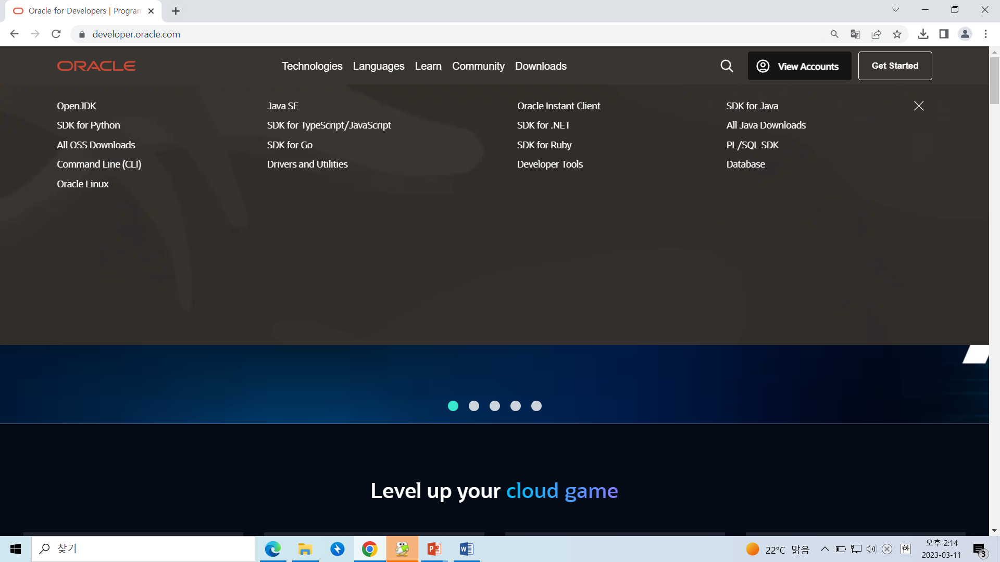 Oracle for Developers | Program
developer.oracle.com
ORACLE
Technologies Languages Learn Community Downloads
View Accounts
Get Started
OpenJDK
Java SE
Oracle Instant Client
SDK for Java
SDK for Python
SDK for TypeScript/JavaScript
SDK for .NET
All Java Downloads
All OSS Downloads
SDK for Go
SDK for Ruby
PL/SQL SDK
Command Line (CLI)
Drivers and Utilities
Developer Tools
Database
Oracle Linux
Level up your cloud game
찾기
22°C 맑음
한
오후 2:14
2023-03-11
3